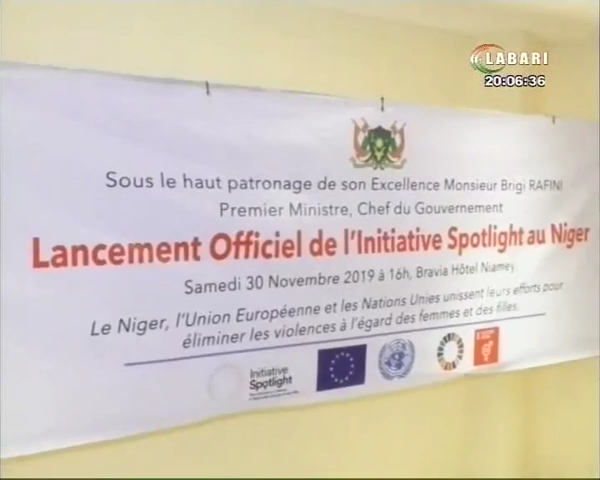 LABARI
20:06:36
Sous le haut patronage de son Excellence Monsieur Brigi RAFINI
Premier Ministre, Chef du Gouvernement
Lancement Officiel de l'Initiative Spotlight au Niger
Samedi 30 Novembre 2019 à 16h, Bravia Hôtel Niamey
Le Niger, l'Union Européenne et les Nations Unies unissent leurs efforts pour
éliminer les violences à l'égard des femmes et des filles.
Initiative
Spotlight